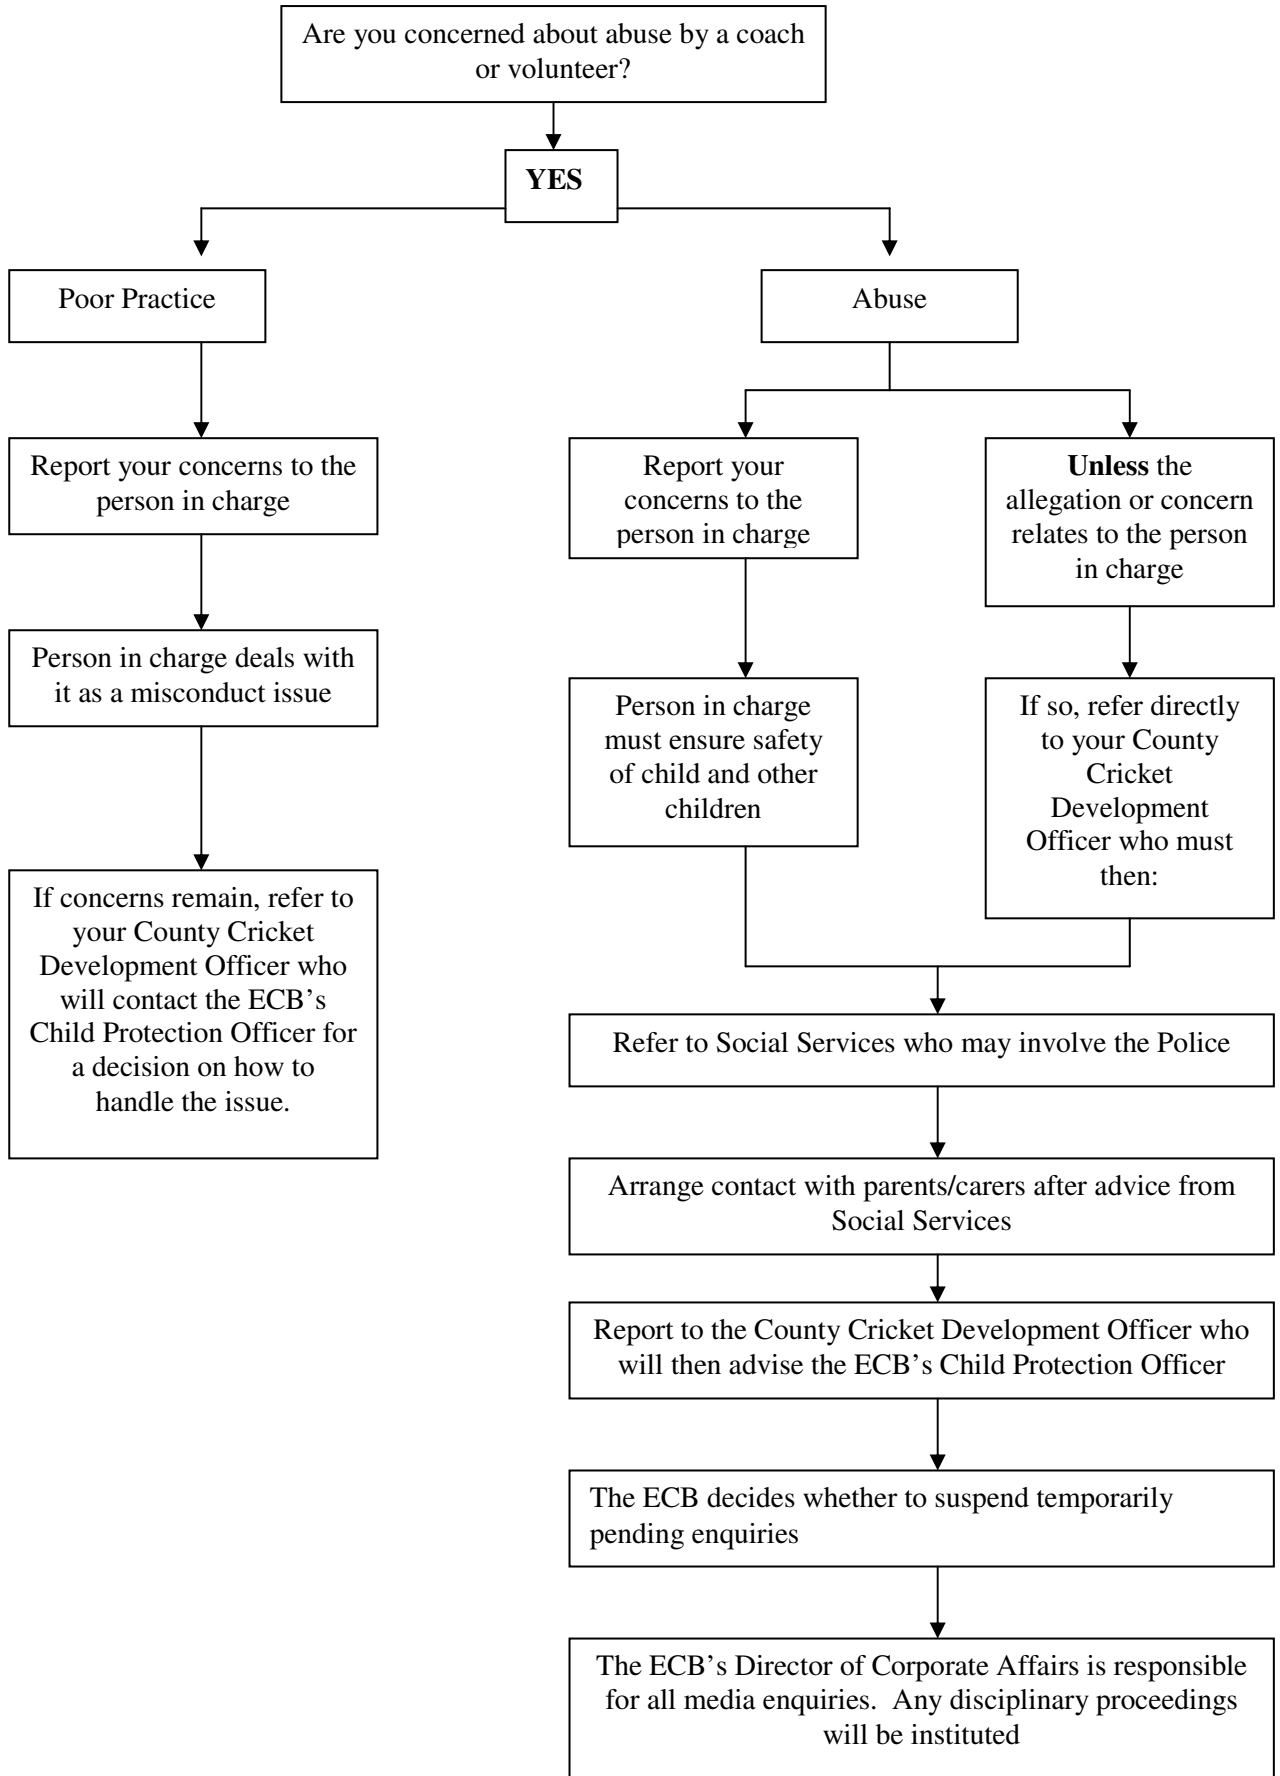 Are you concerned about abuse by a coach
or volunteer?
YES
Poor Practice
Abuse
Report your concerns to the
person in charge
Report your
concerns to the
person in charge
Unless the
allegation or concern
relates to the person
in charge
Person in charge deals with
it as a misconduct issue
Person in charge
must ensure safety
of child and other
children
If so, refer directly
to your County
Cricket
Development
Officer who must
then:
If concerns remain, refer to
your County Cricket
Development Officer who
will contact the ECB’s
Child Protection Officer for
a decision on how to
handle the issue.
Refer to Social Services who may involve the Police
Arrange contact with parents/carers after advice from
Social Services
Report to the County Cricket Development Officer who
will then advise the ECB’s Child Protection Officer
The ECB decides whether to suspend temporarily
pending enquiries
The ECB’s Director of Corporate Affairs is responsible
for all media enquiries.  Any disciplinary proceedings
will be instituted